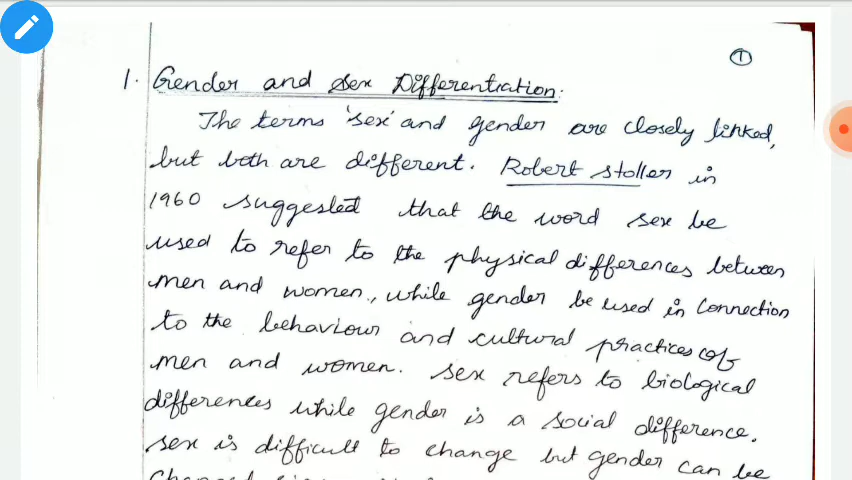 ①
1. Gender and Sex Differentiation.
The terms 'sex' and gender are closely linked,
but both are different. Robert Stoller in
1960 suggested that the word sex be
used to refer to the physical differences between
men and women, while gender be used in connection
to the behaviour and cultural practices of
men and women. Sex refers to biological
differences while gender is a social difference.
Sex is difficult to change but gender can be